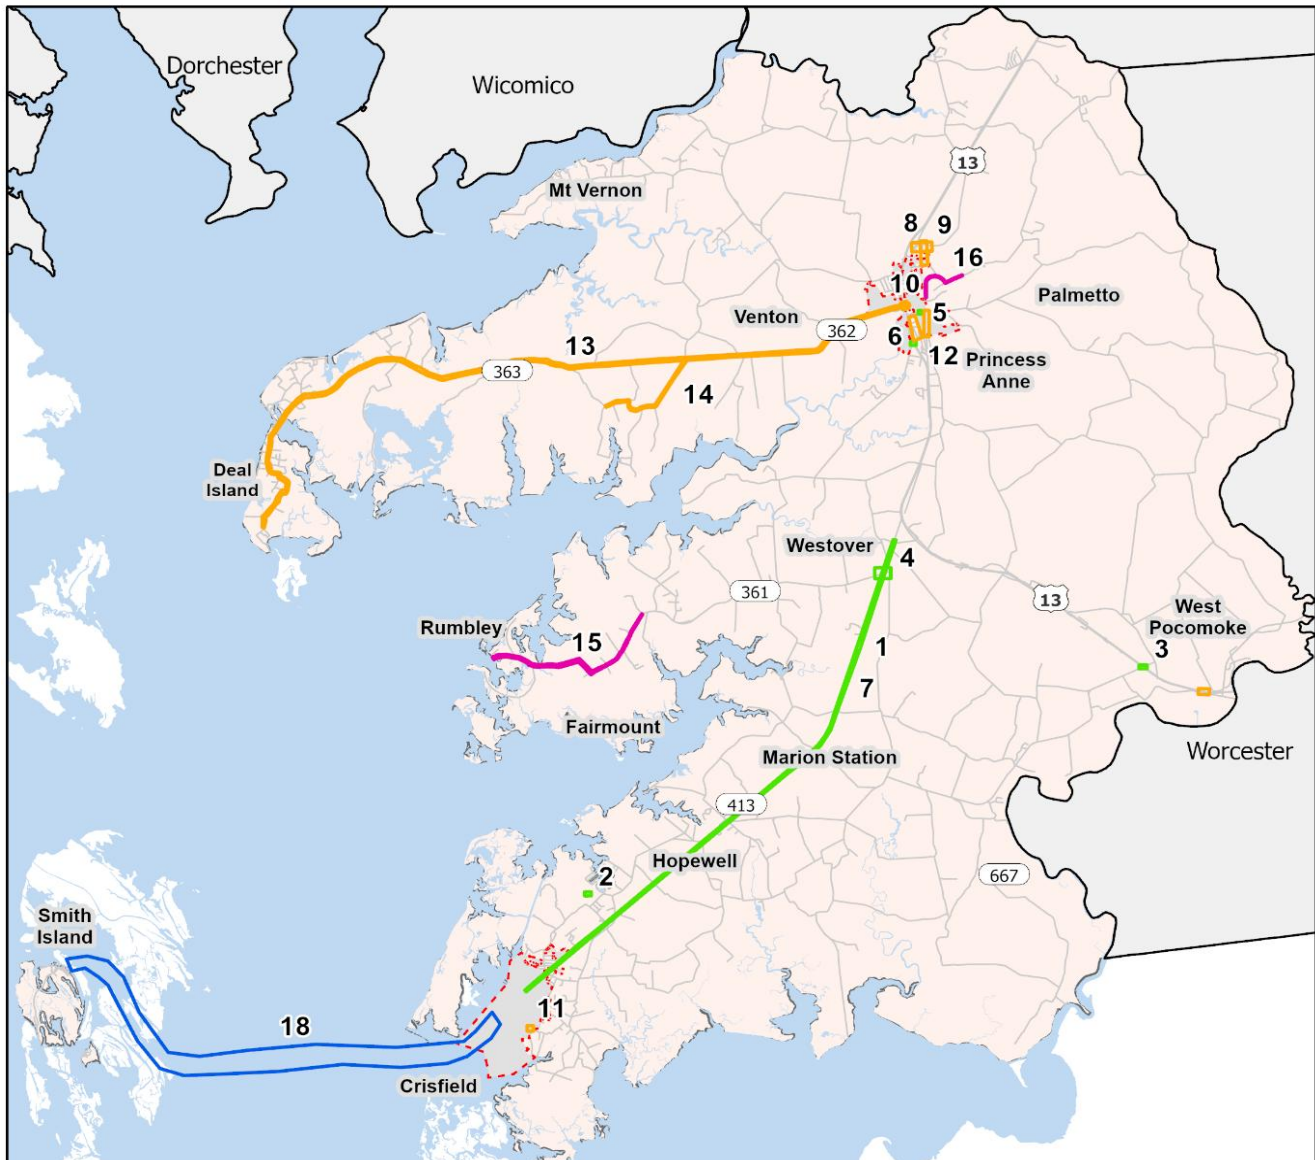 Dorchester
Wicomico
13
Mt Vernon
8
9
16
10
Palmetto
Venton
5
362
6
12
13
Princess
Anne
363
14
Deal
Island
Westover
4
361
13
West
Pocomoke
Rumbley
15
1
3
7
Fairmount
Marion Station
Worcester
413
Hopewell
667
2
Smith
Island
11
18
Crisfield